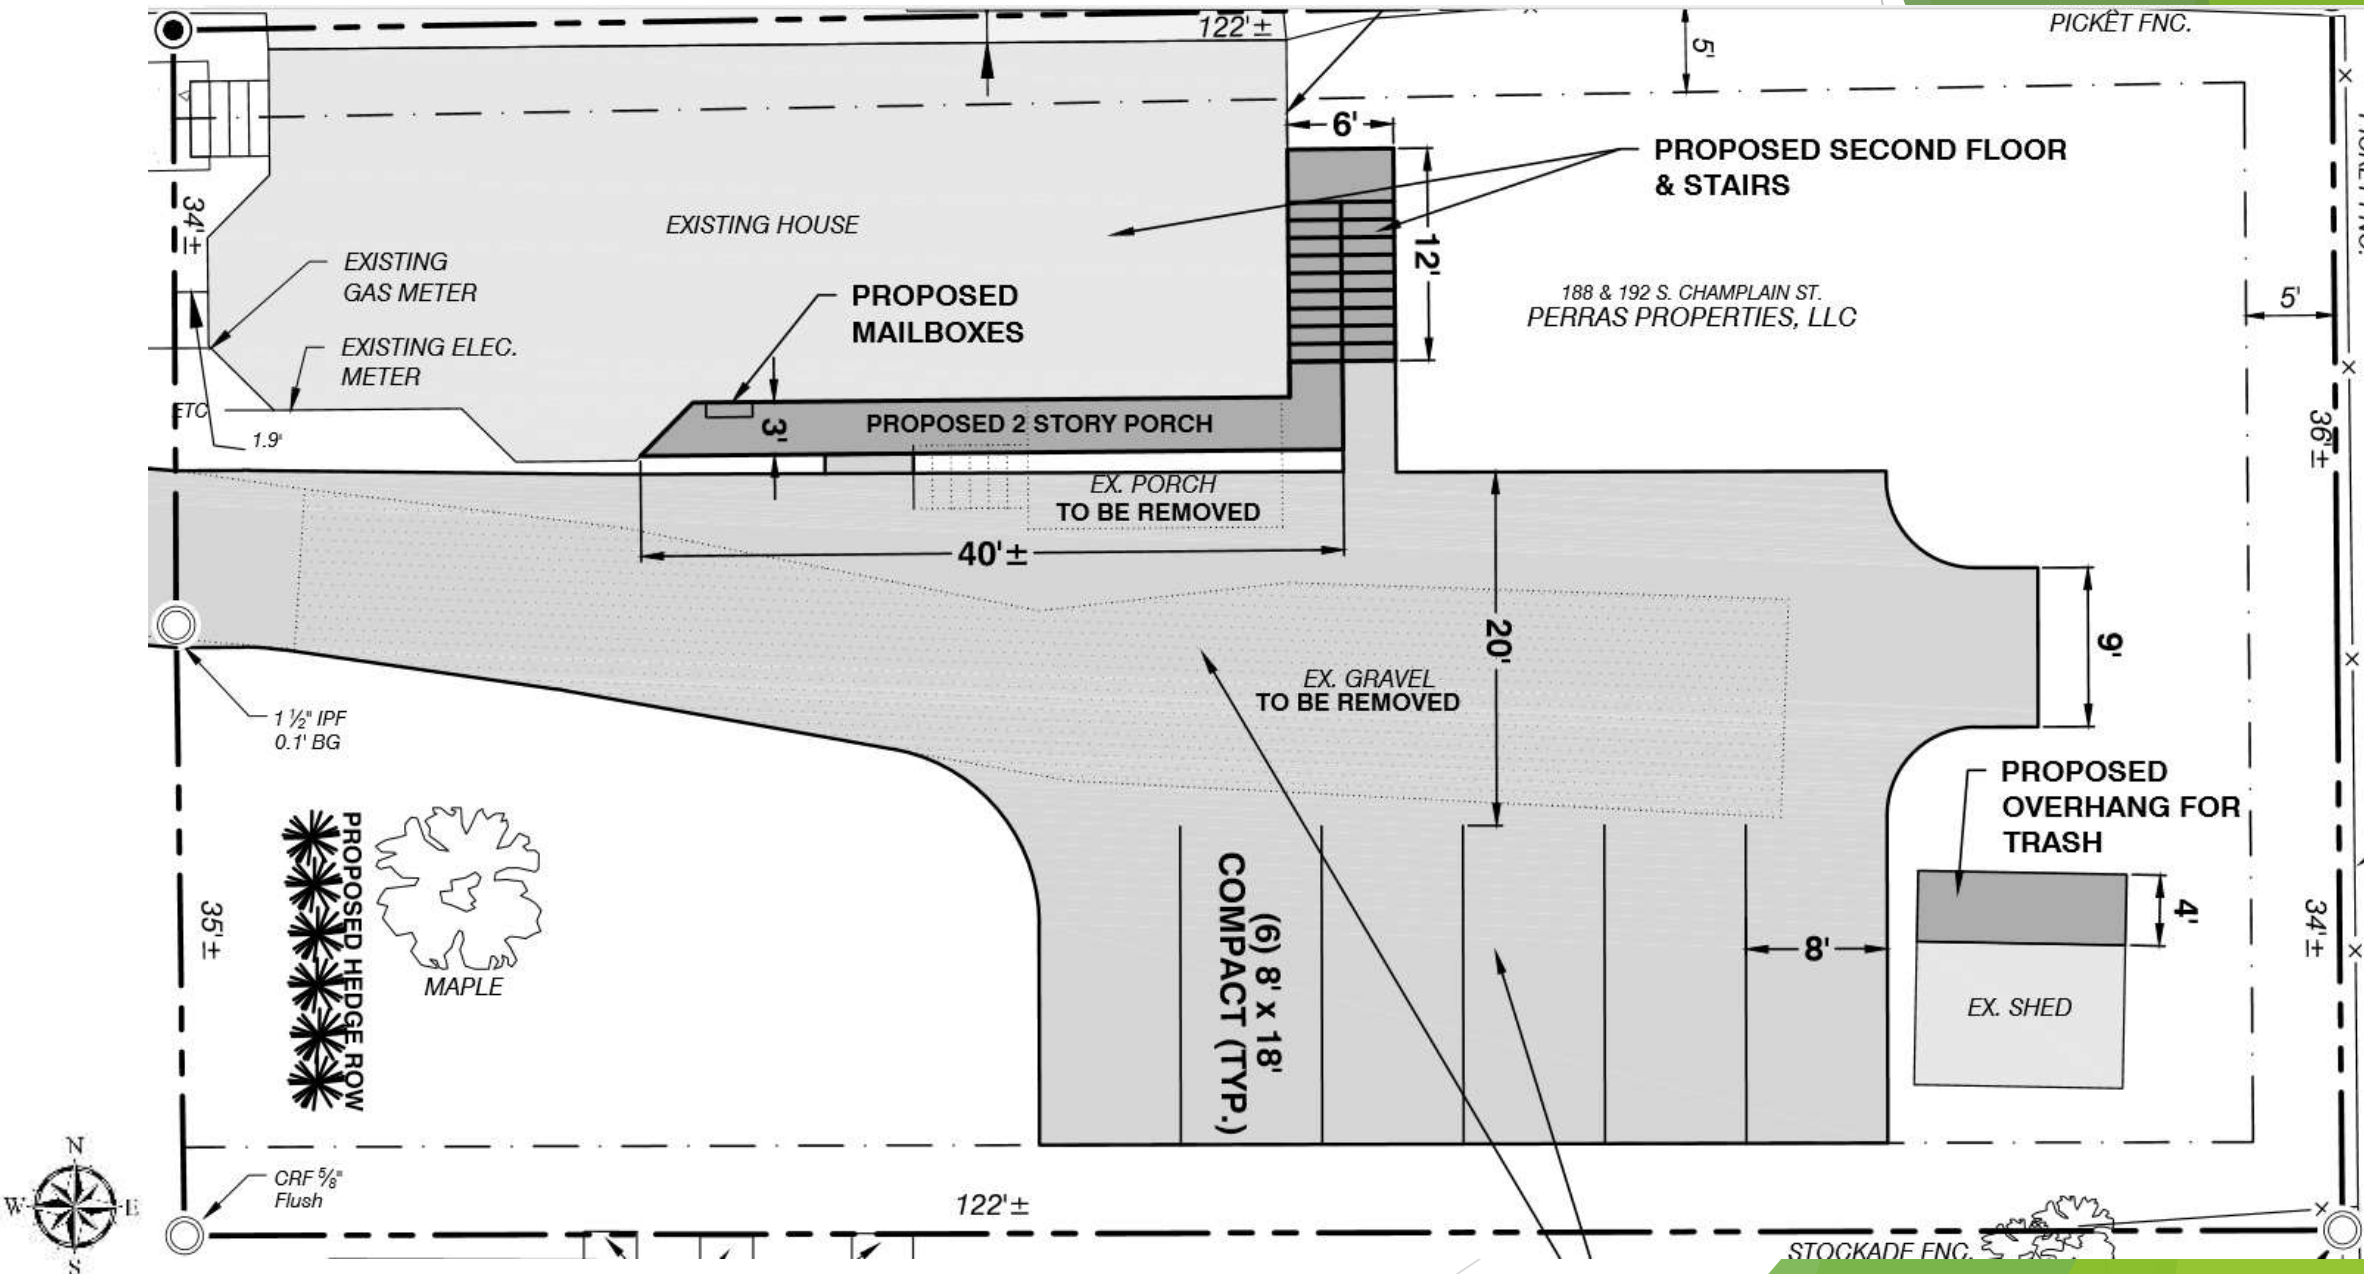 122'±
PICKET FNC.
5'
6'
PROPOSED SECOND FLOOR
& STAIRS
34'±
EXISTING HOUSE
12'
EXISTING
GAS METER
PROPOSED
MAILBOXES
188 & 192 S. CHAMPLAIN ST.
PERRAS PROPERTIES, LLC
5'
EXISTING ELEC.
METER
ETC
1.9'
3'
PROPOSED 2 STORY PORCH
36'±
EX. PORCH
TO BE REMOVED
40'±
20'
9'
EX. GRAVEL
TO BE REMOVED
1 ½" IPF
0.1' BG
PROPOSED
OVERHANG FOR
TRASH
PROPOSED HEDGE ROW
MAPLE
35'±
(6) 8' x 18'
COMPACT (TYP.)
8'
4'
34'±
EX. SHED
N
W
E
S
CRF ⅝"
Flush
122'±
STOCKADE FNC.